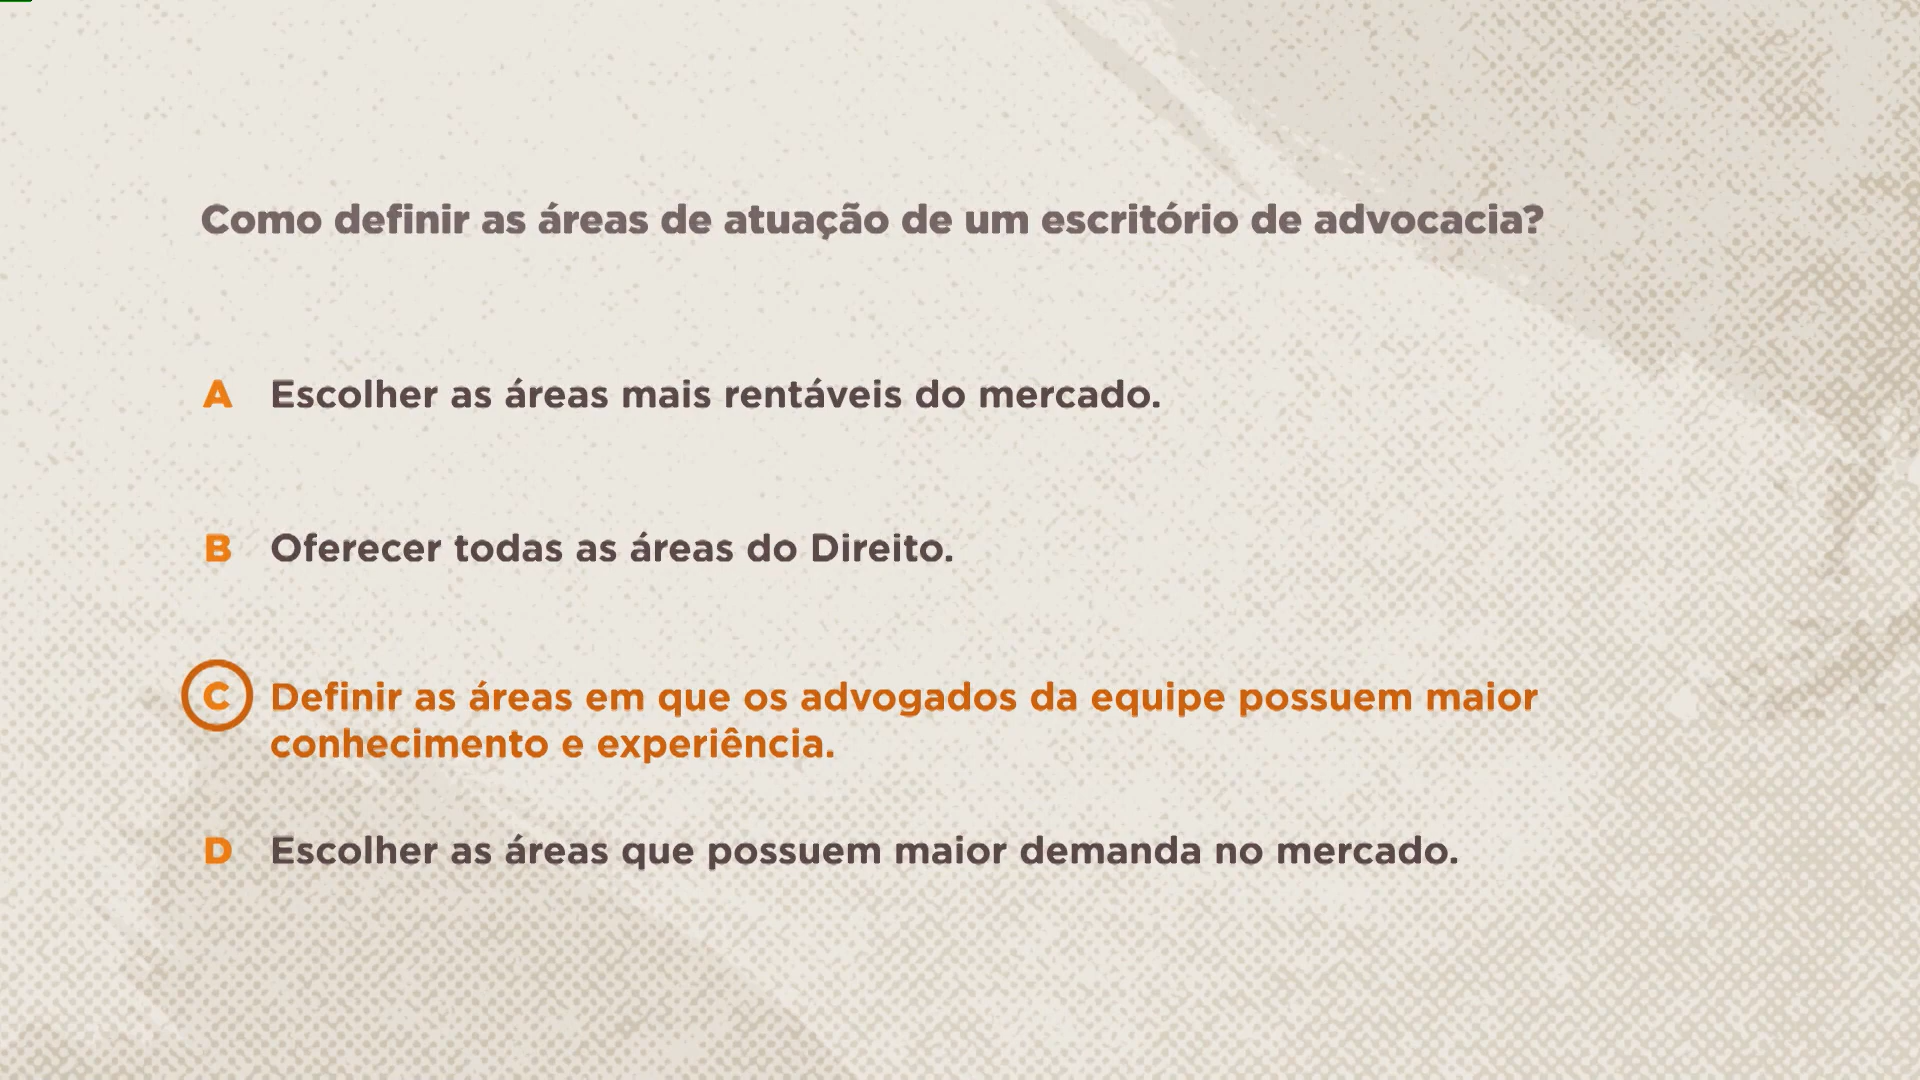 Como definir as áreas de atuação de um escritório de advocacia?
A Escolher as áreas mais rentáveis do mercado.
B Oferecer todas as áreas do Direito.
C Definir as áreas em que os advogados da equipe possuem maior
conhecimento e experiência.
D Escolher as áreas que possuem maior demanda no mercado.